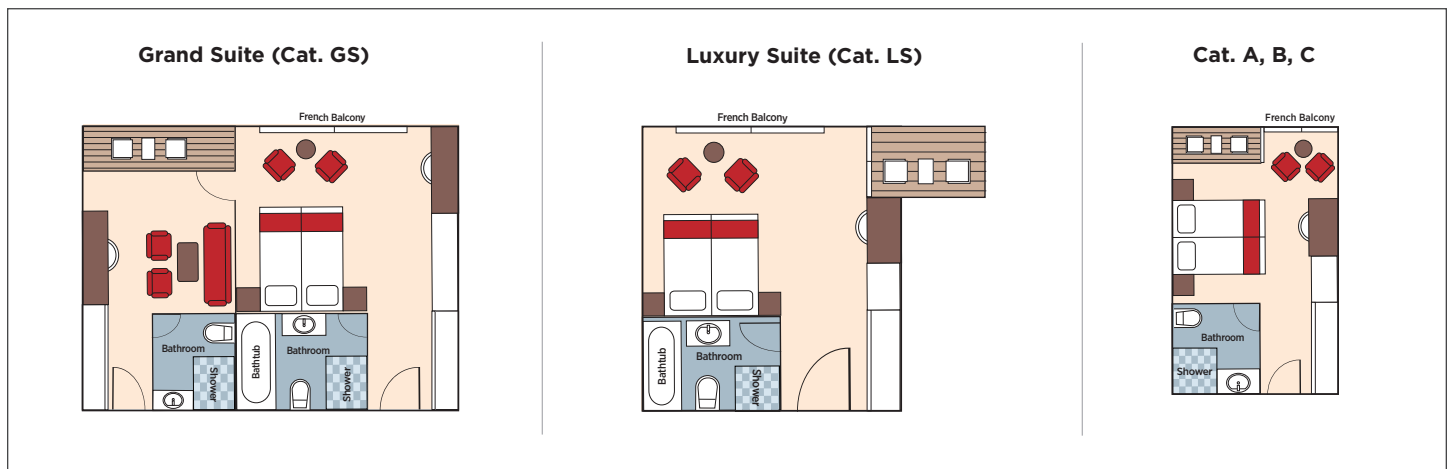 Grand Suite (Cat. GS)
French Balcony
Bathroom
Shower
Bathtub
Bathroom
Shower
Luxury Suite (Cat. LS)
French Balcony
Bathtub
Bathroom
Shower
Cat. A, B, C
French Balcony
Bathroom
Shower